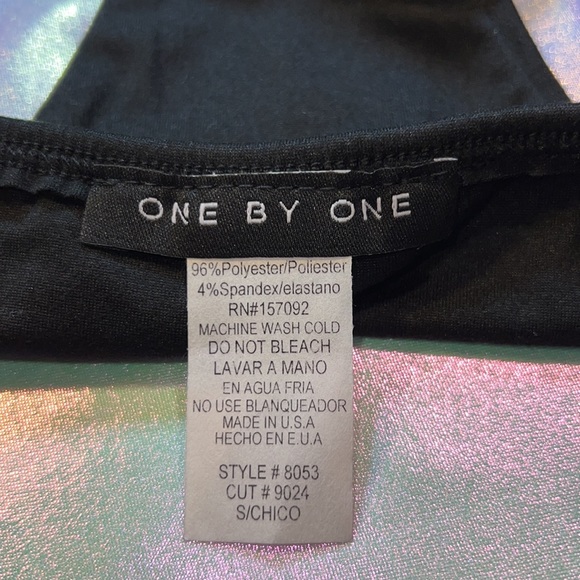 ONE BY ONE
96%Polyester/Poliester
4%Spandex/elastano
RN#157092
MACHINE WASH COLD
DO NOT BLEACH
LAVAR A MANO
EN AGUA FRIA
NO USE BLANQUEADOR
MADE IN U.S.A
HECHO EN E.U.A
STYLE # 8053
CUT # 9024
S/CHICO